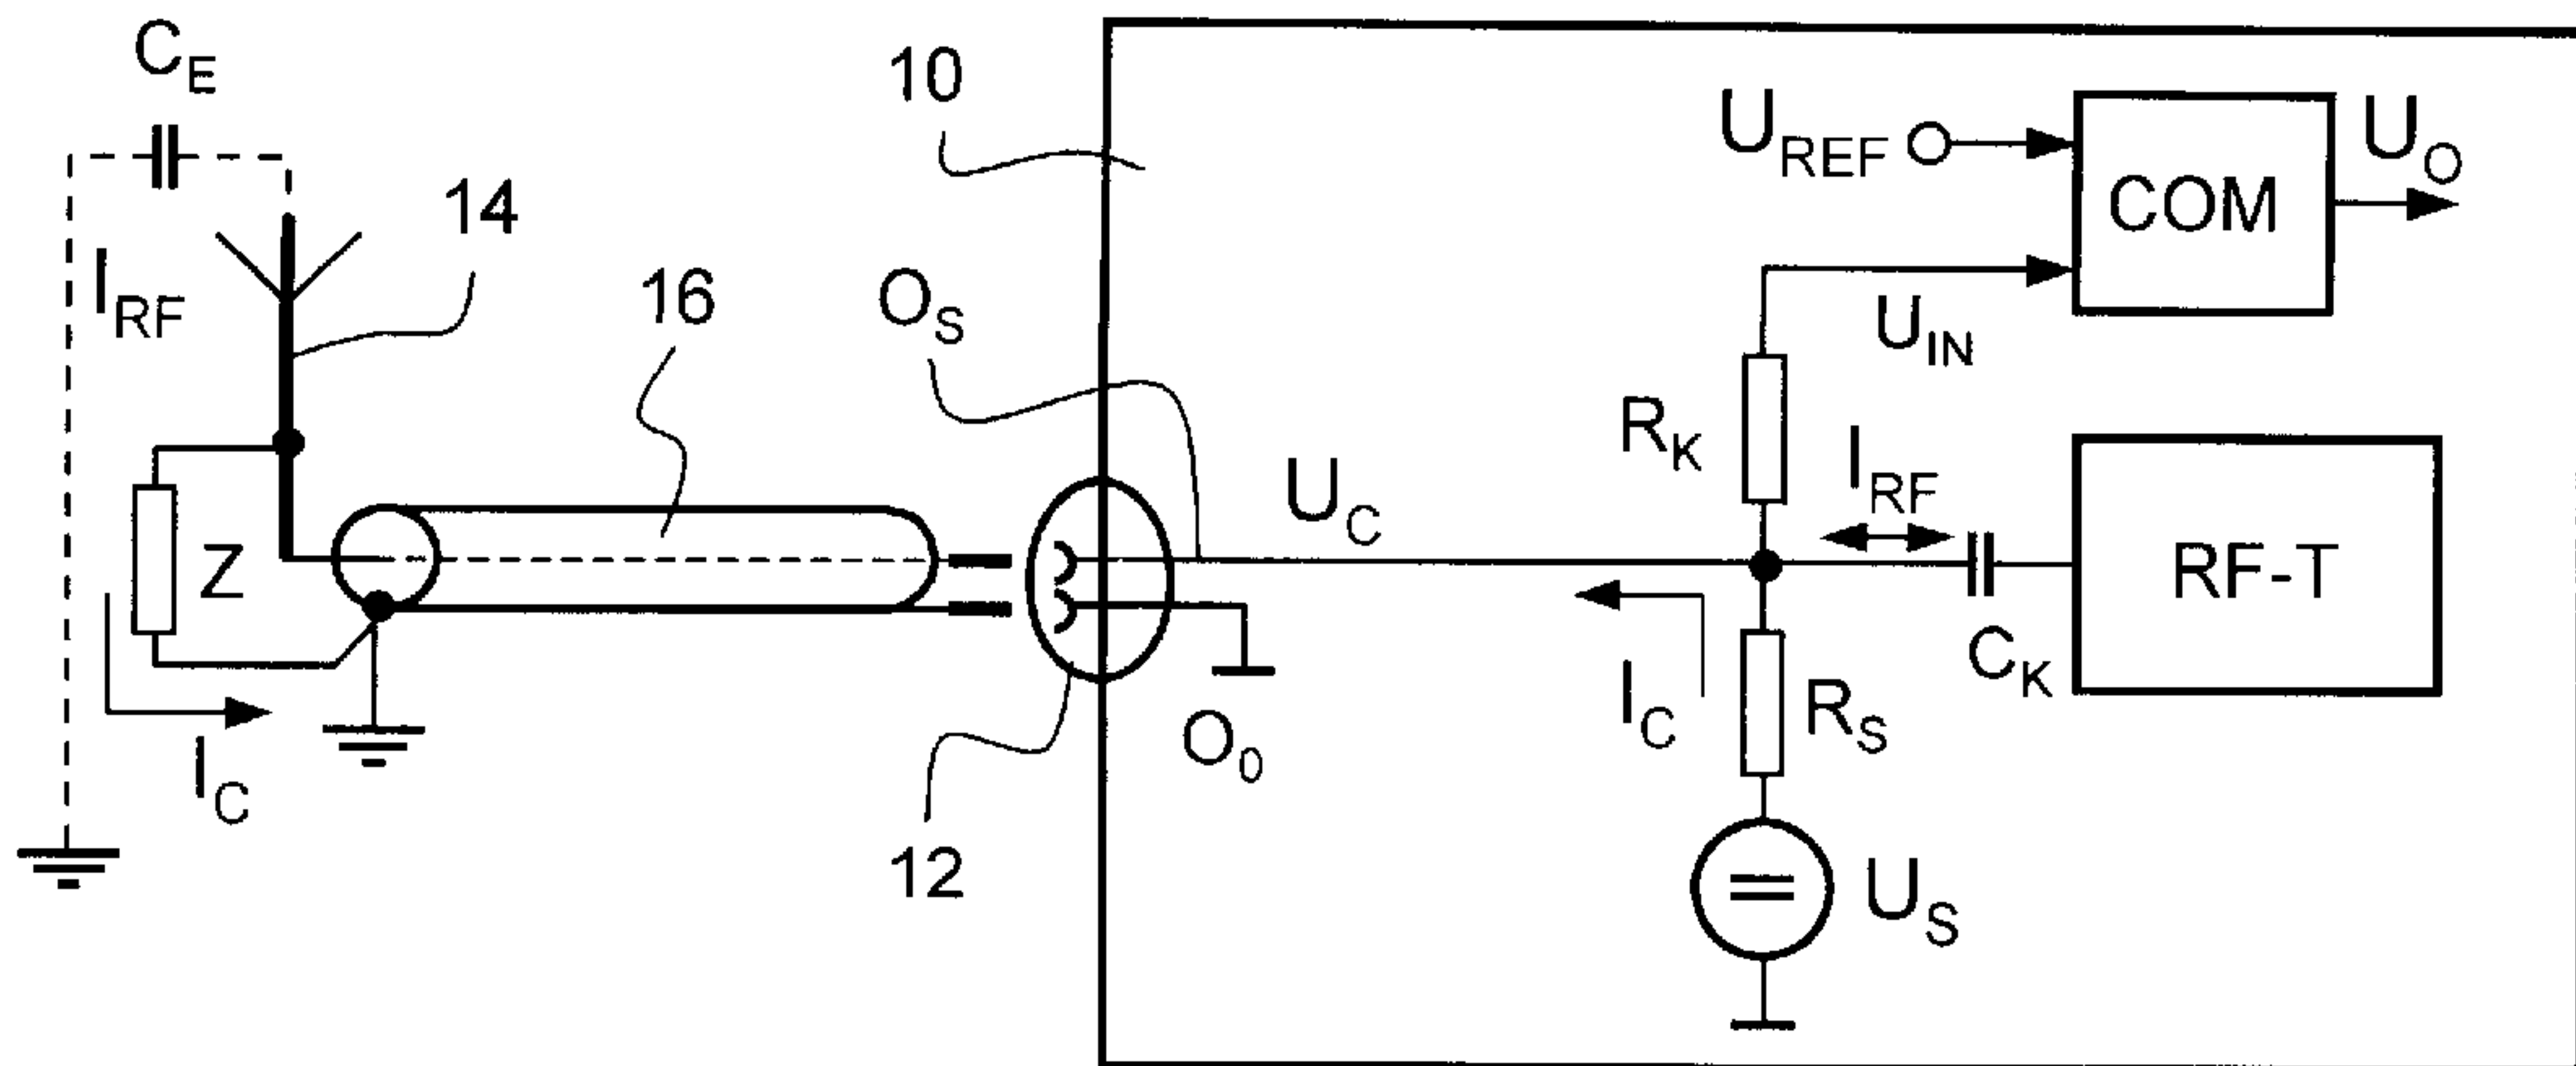 C_E
10
U_REF
COM
U_O
14
I_RF
16
O_S
U_IN
R_K
I_RF
U_C
Z
RF-T
C_K
I_C
R_S
O_0
I_C
12
U_S